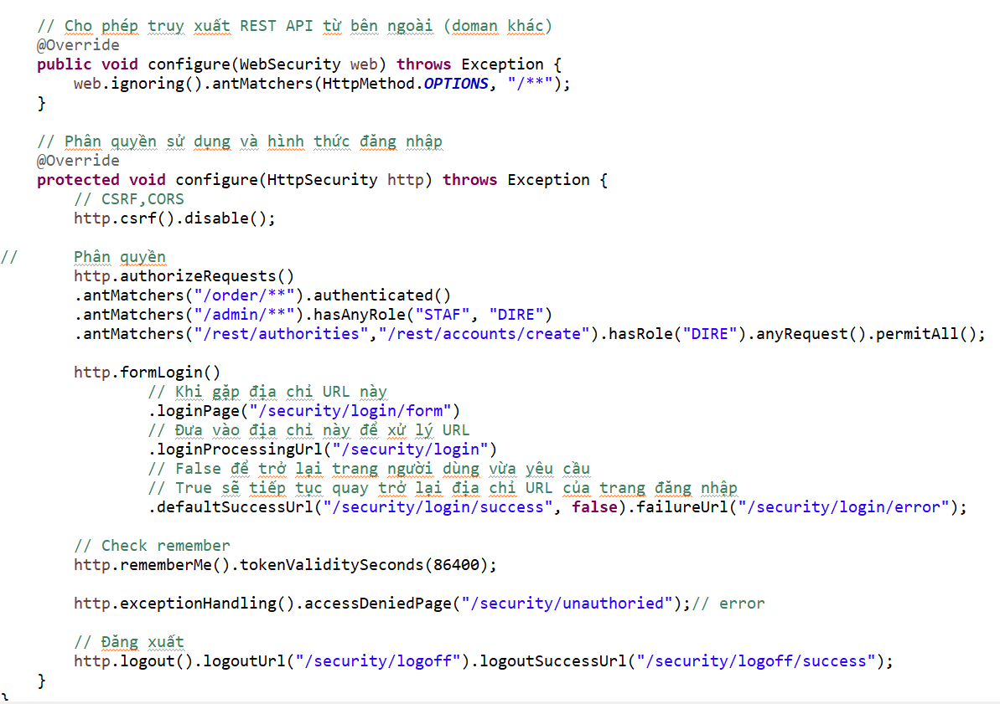 // Cho phép truy xuất REST API từ bên ngoài (doman khác)
@Override
public void configure(WebSecurity web) throws Exception {
web.ignoring().antMatchers(HttpMethod.OPTIONS, "/**");
}
// Phân quyền sử dụng và hình thức đăng nhập
@Override
protected void configure(HttpSecurity http) throws Exception {
// CSRF,CORS
http.csrf().disable();
// Phân quyền
http.authorizeRequests()
.antMatchers("/order/**").authenticated()
.antMatchers("/admin/**").hasAnyRole("STAF", "DIRE")
.antMatchers("/rest/authorities","/rest/accounts/create").hasRole("DIRE").anyRequest().permitAll();
http.formLogin()
// Khi gặp địa chỉ URL này
.loginPage("/security/login/form")
// Đưa vào địa chỉ này để xử lý URL
.loginProcessingUrl("/security/login")
// False để trở lại trang người dùng vừa yêu cầu
// True sẽ tiếp tục quay trở lại địa chỉ URL của trang đăng nhập
.defaultSuccessUrl("/security/login/success", false).failureUrl("/security/login/error");
// Check remember
http.rememberMe().tokenValiditySeconds(86400);
http.exceptionHandling().accessDeniedPage("/security/unauthoried");// error
// Đăng xuất
http.logout().logoutUrl("/security/logoff").logoutSuccessUrl("/security/logoff/success");
}
}